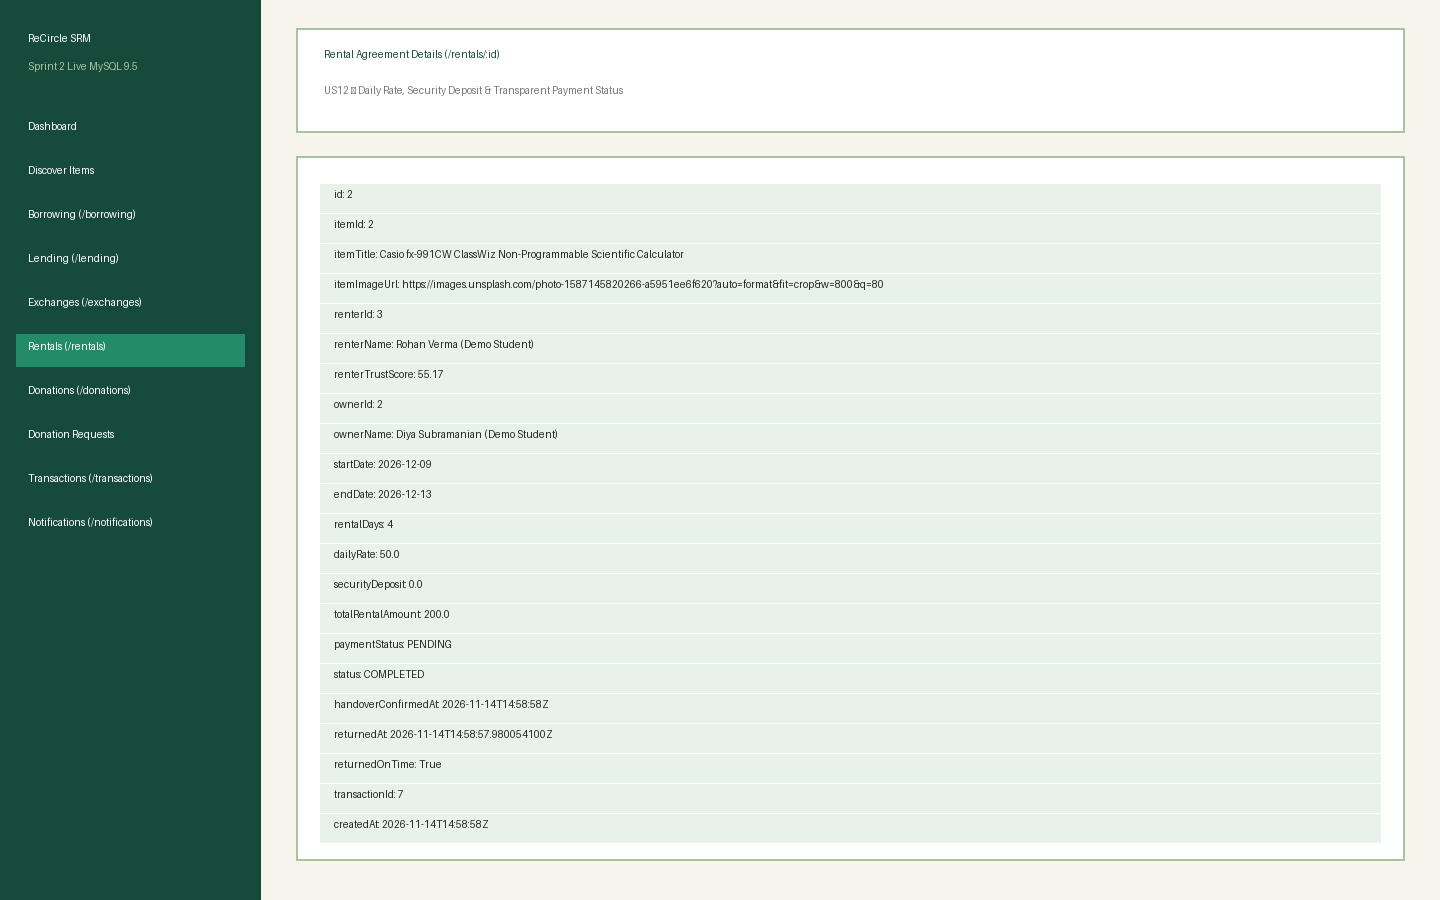 ReCircle SRM
Sprint 2 Live MySQL 9.5
Dashboard
Discover Items
Borrowing (/borrowing)
Lending (/lending)
Exchanges (/exchanges)
Rentals (/rentals)
Donations (/donations)
Donation Requests
Transactions (/transactions)
Notifications (/notifications)
Rental Agreement Details (/rentals/:id)
US12 Daily Rate, Security Deposit & Transparent Payment Status
id: 2
itemId: 2
itemTitle: Casio fx-991CW ClassWiz Non-Programmable Scientific Calculator
itemImageUrl: https://images.unsplash.com/photo-1587145820266-a5951ee6f620?auto=format&fit=crop&w=800&q=80
renterId: 3
renterName: Rohan Verma (Demo Student)
renterTrustScore: 55.17
ownerId: 2
ownerName: Diya Subramanian (Demo Student)
startDate: 2026-12-09
endDate: 2026-12-13
rentalDays: 4
dailyRate: 50.0
securityDeposit: 0.0
totalRentalAmount: 200.0
paymentStatus: PENDING
status: COMPLETED
handoverConfirmedAt: 2026-11-14T14:58:58Z
returnedAt: 2026-11-14T14:58:57.980054100Z
returnedOnTime: True
transactionId: 7
createdAt: 2026-11-14T14:58:58Z